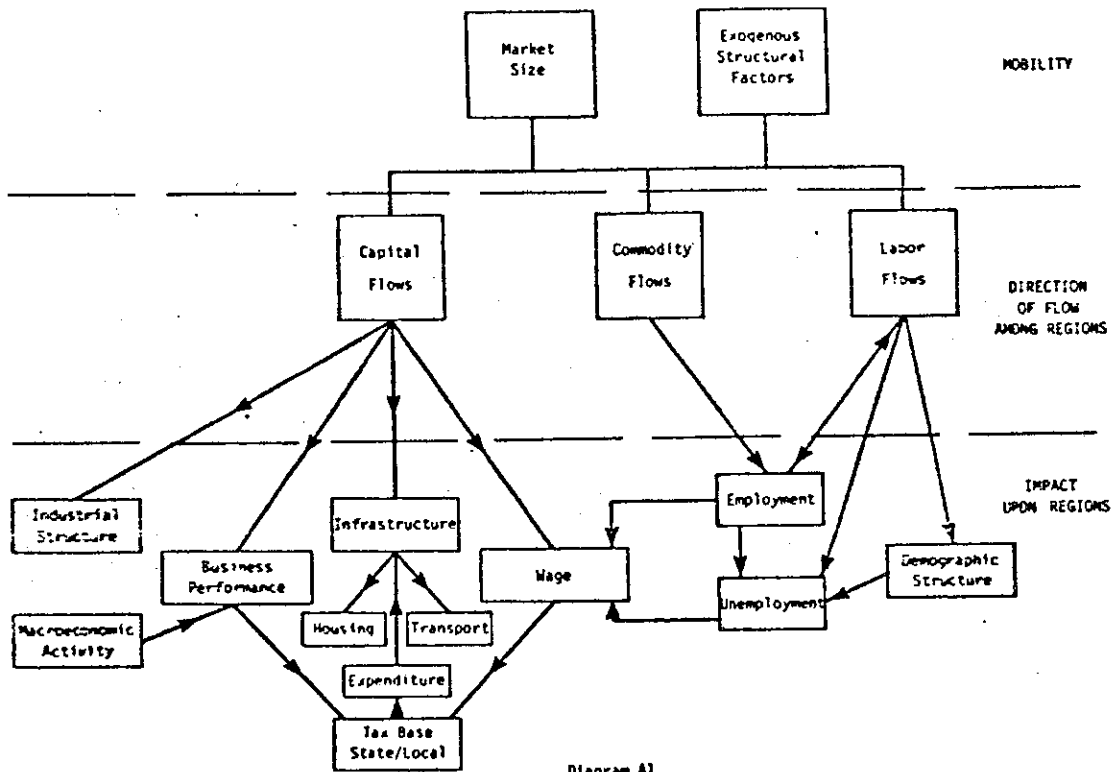 Market
Size
Exogenous
Structural
Factors
MOBILITY
Capital
Flows
Commodity
Flows
Labor
Flows
DIRECTION
OF FLOW
AMONG REGIONS
IMPACT
UPON REGIONS
Industrial
Structure
Infrastructure
Employment
Business
Performance
Wage
Demographic
Structure
Unemployment
Macroeconomic
Activity
Housing
Transport
Expenditure
Tax Base
State/Local
Diagram A1